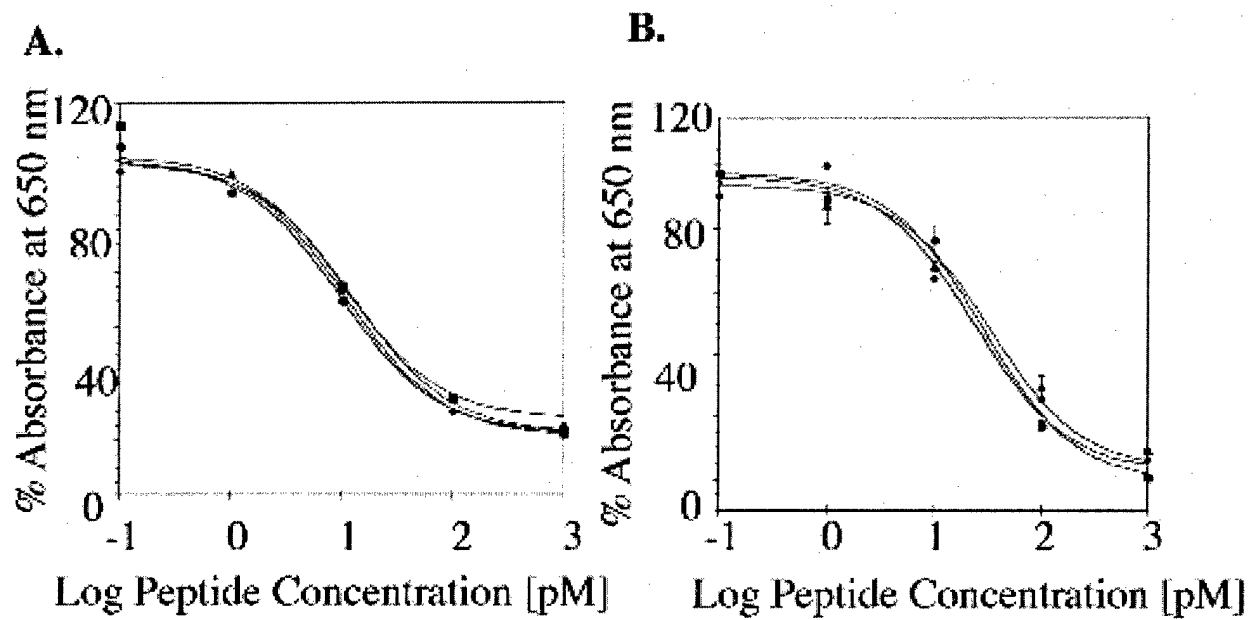 A.
% Absorbance at 650 nm
120
80
40
0
-1 0 1 2 3
Log Peptide Concentration [pM]
B.
% Absorbance at 650 nm
120
80
40
0
-1 0 1 2 3
Log Peptide Concentration [pM]